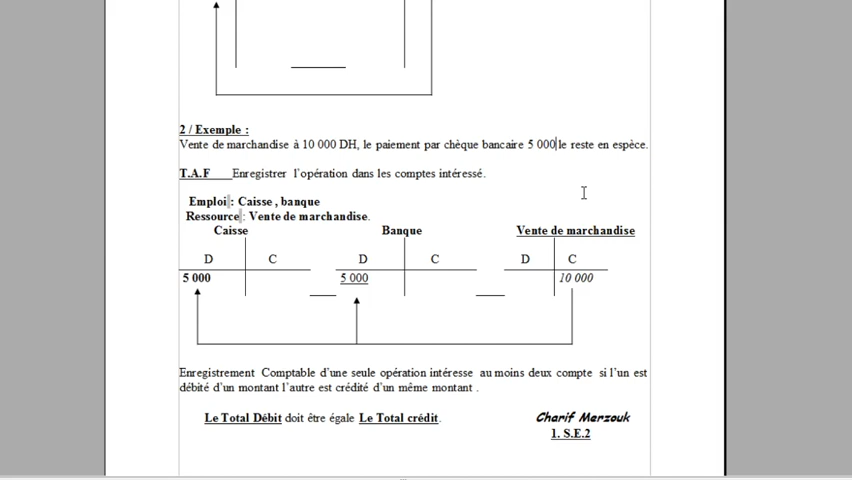 2 / Exemple :
Vente de marchandise à 10 000 DH, le paiement par chèque bancaire 5 000 le reste en espèce.
T.A.F Enregistrer l'opération dans les comptes intéressé.
Emploi : Caisse , banque
Ressource : Vente de marchandise.
Caisse Banque Vente de marchandise
D C D C D C
5 000 5 000 10 000
Enregistrement Comptable d'une seule opération intéresse au moins deux compte si l'un est
débité d'un montant l'autre est crédité d'un même montant .
Le Total Débit doit être égale Le Total crédit. Charif Merzouk
1. S.E.2